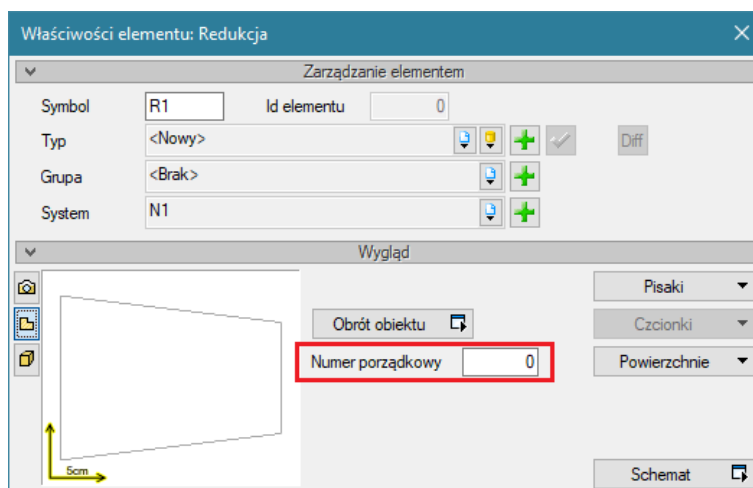 Właściwości elementu: Redukcja
Zarządzanie elementem
Symbol R1 Id elementu 0
Typ <Nowy> Diff
Grupa <Brak>
System N1
Wygląd
Pisaki
Obrót obiektu Czcionki
Numer porządkowy 0 Powierzchnie
5cm
Schemat